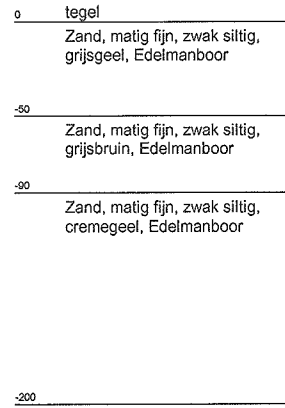 0 tegel
Zand, matig fijn, zwak siltig,
grijsgeel, Edelmanboor
-50
Zand, matig fijn, zwak siltig,
grijsbruin, Edelmanboor
-90
Zand, matig fijn, zwak siltig,
cremegeel, Edelmanboor
-200